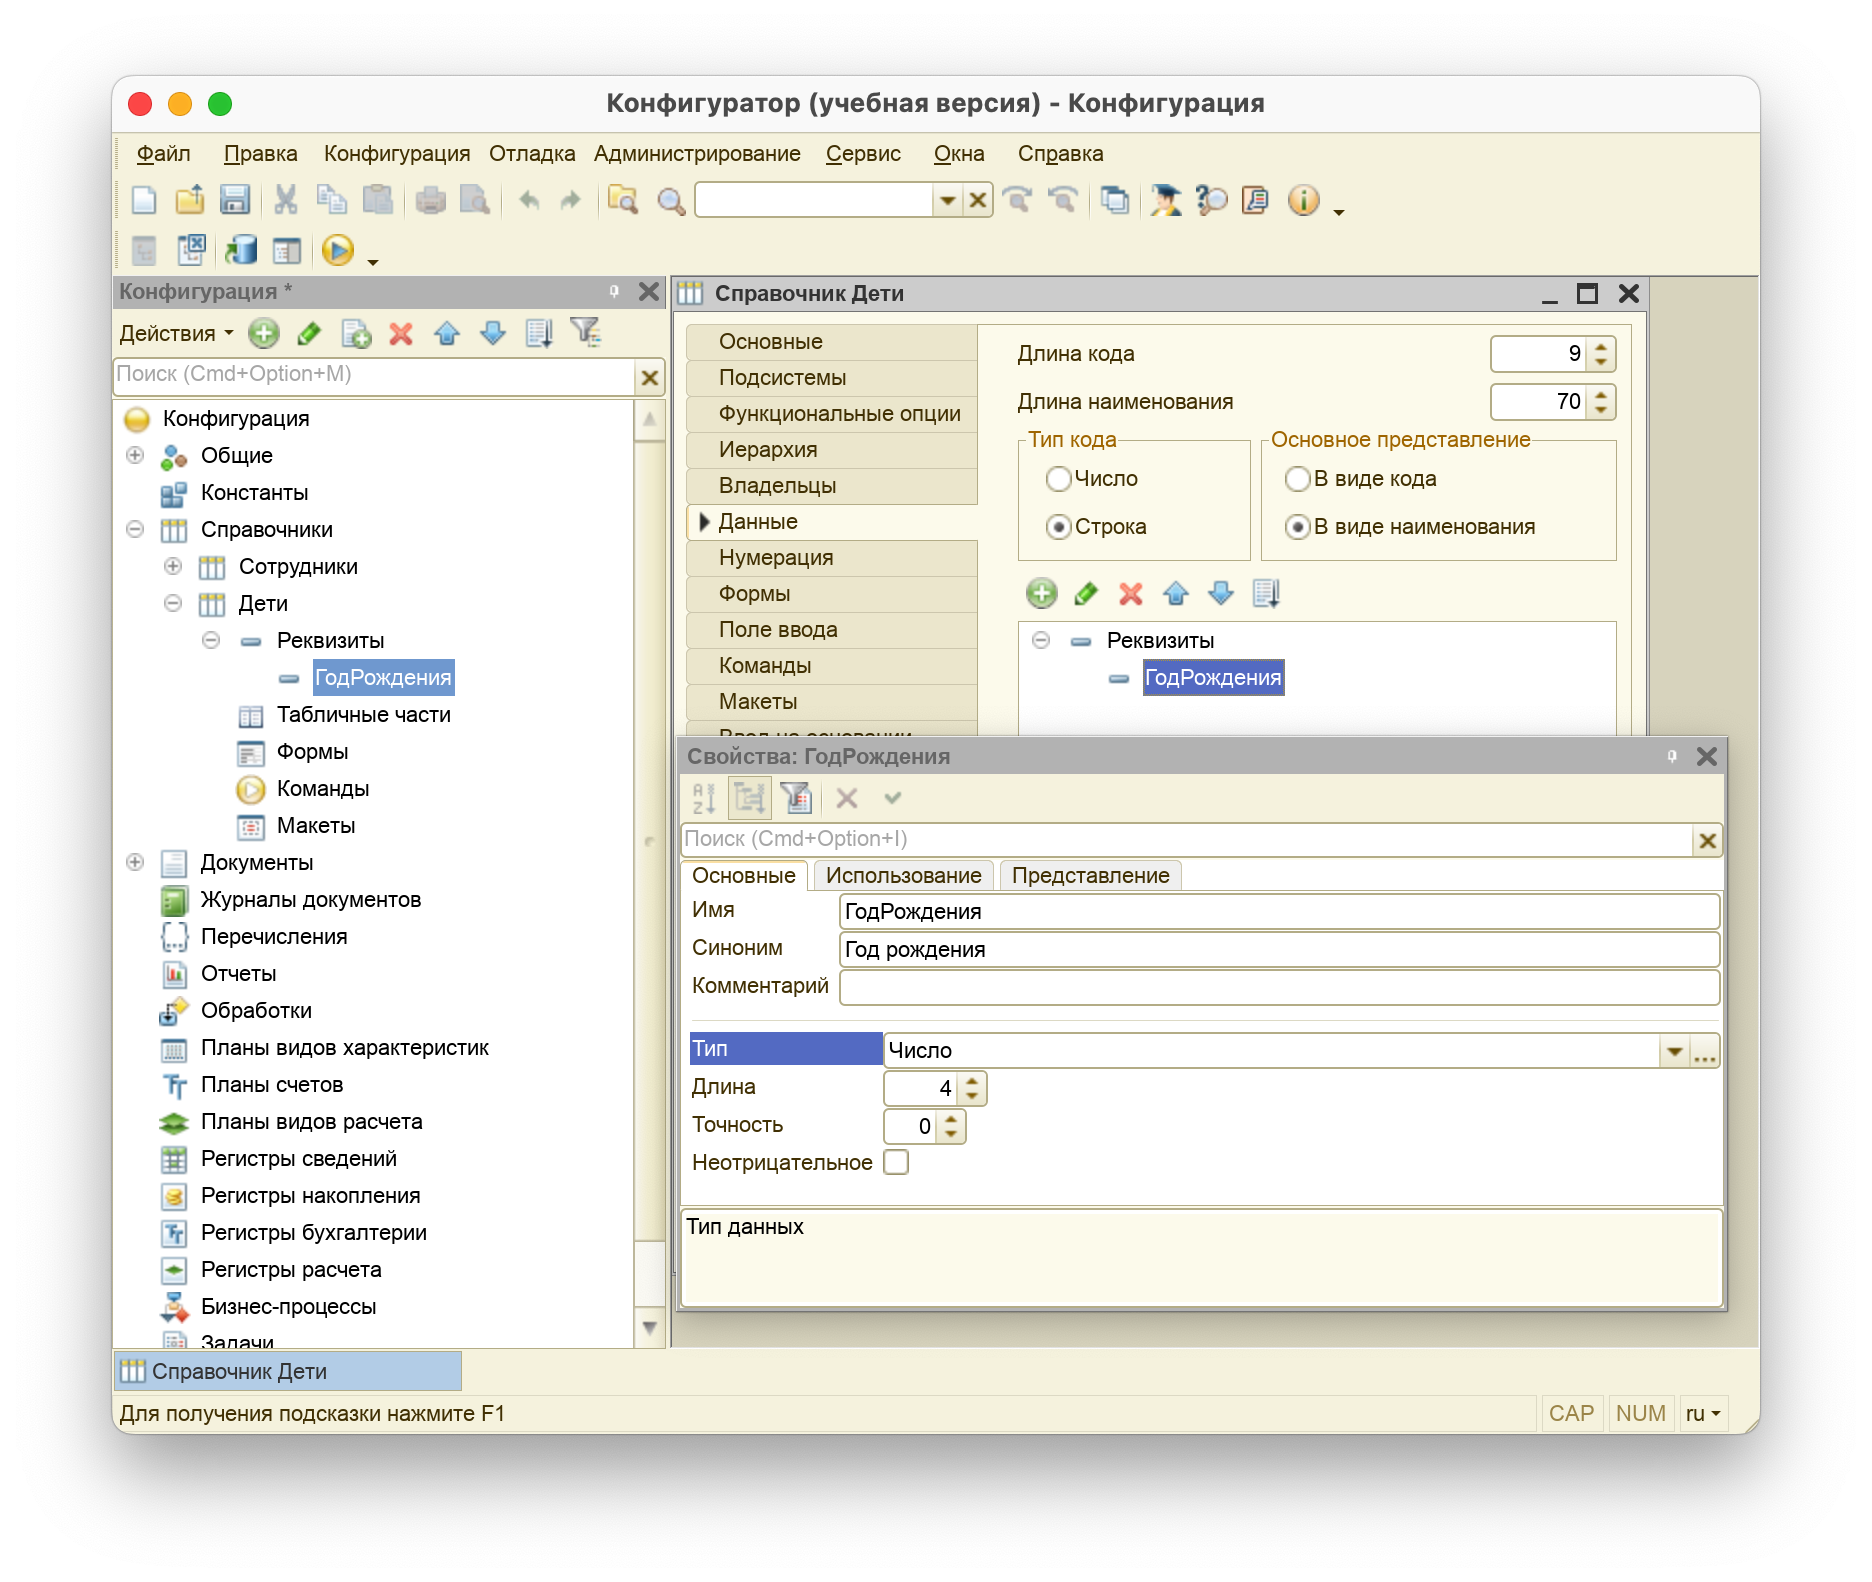 Конфигуратор (учебная версия) - Конфигурация
Файл Правка Конфигурация Отладка Администрирование Сервис Окна Справка
Конфигурация *
Действия
Поиск (Cmd+Option+M)
Конфигурация
Общие
Константы
Справочники
Сотрудники
Дети
Реквизиты
ГодРождения
Табличные части
Формы
Команды
Макеты
Документы
Журналы документов
Перечисления
Отчеты
Обработки
Планы видов характеристик
Планы счетов
Планы видов расчета
Регистры сведений
Регистры накопления
Регистры бухгалтерии
Регистры расчета
Бизнес-процессы
Задачи
Справочник Дети
Основные
Подсистемы
Функциональные опции
Иерархия
Владельцы
Данные
Нумерация
Формы
Поле ввода
Команды
Макеты
Ввод на основании
Длина кода 9
Длина наименования 70
Тип кода
Число
Строка
Основное представление
В виде кода
В виде наименования
Реквизиты
ГодРождения
Свойства: ГодРождения
Поиск (Cmd+Option+I)
Основные Использование Представление
Имя ГодРождения
Синоним Год рождения
Комментарий
Тип Число
Длина 4
Точность 0
Неотрицательное
Тип данных
Справочник Дети
Для получения подсказки нажмите F1
CAP NUM ru